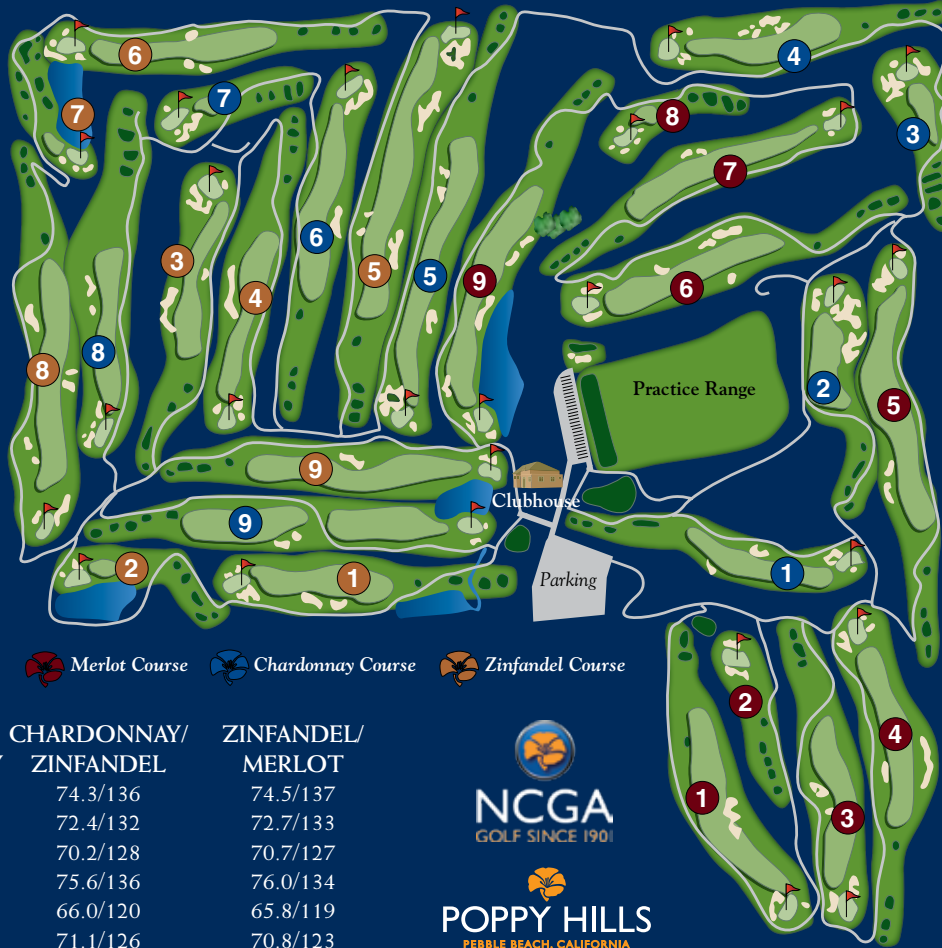 6
4
7
7
3
8
7
6
3
5
5
9
6
4
8
8
2
5
Practice Range
9
Clubhouse
9
2
1
Parking
1
Merlot Course
Chardonnay Course
Zinfandel Course
2
4
1
3
CHARDONNAY/
ZINFANDEL
74.3/136
72.4/132
70.2/128
75.6/136
66.0/120
71.1/126
ZINFANDEL/
MERLOT
74.5/137
72.7/133
70.7/127
76.0/134
65.8/119
70.8/123
NCGA
GOLF SINCE 1901
POPPY HILLS
PEBBLE BEACH, CALIFORNIA